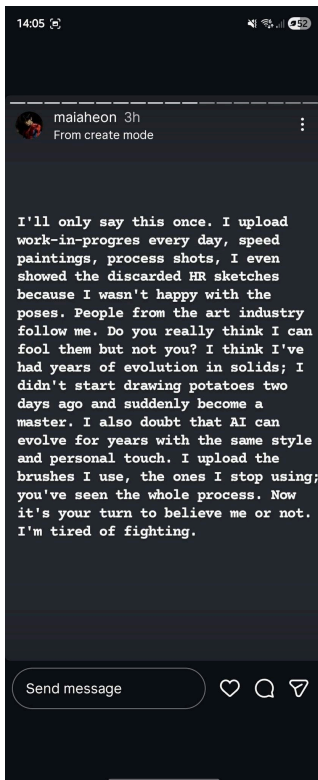 14:05
52
maiaheon 3h
From create mode
I'll only say this once. I upload
work-in-progres every day, speed
paintings, process shots, I even
showed the discarded HR sketches
because I wasn't happy with the
poses. People from the art industry
follow me. Do you really think I can
fool them but not you? I think I've
had years of evolution in solids; I
didn't start drawing potatoes two
days ago and suddenly become a
master. I also doubt that AI can
evolve for years with the same style
and personal touch. I upload the
brushes I use, the ones I stop using;
you've seen the whole process. Now
it's your turn to believe me or not.
I'm tired of fighting.
Send message